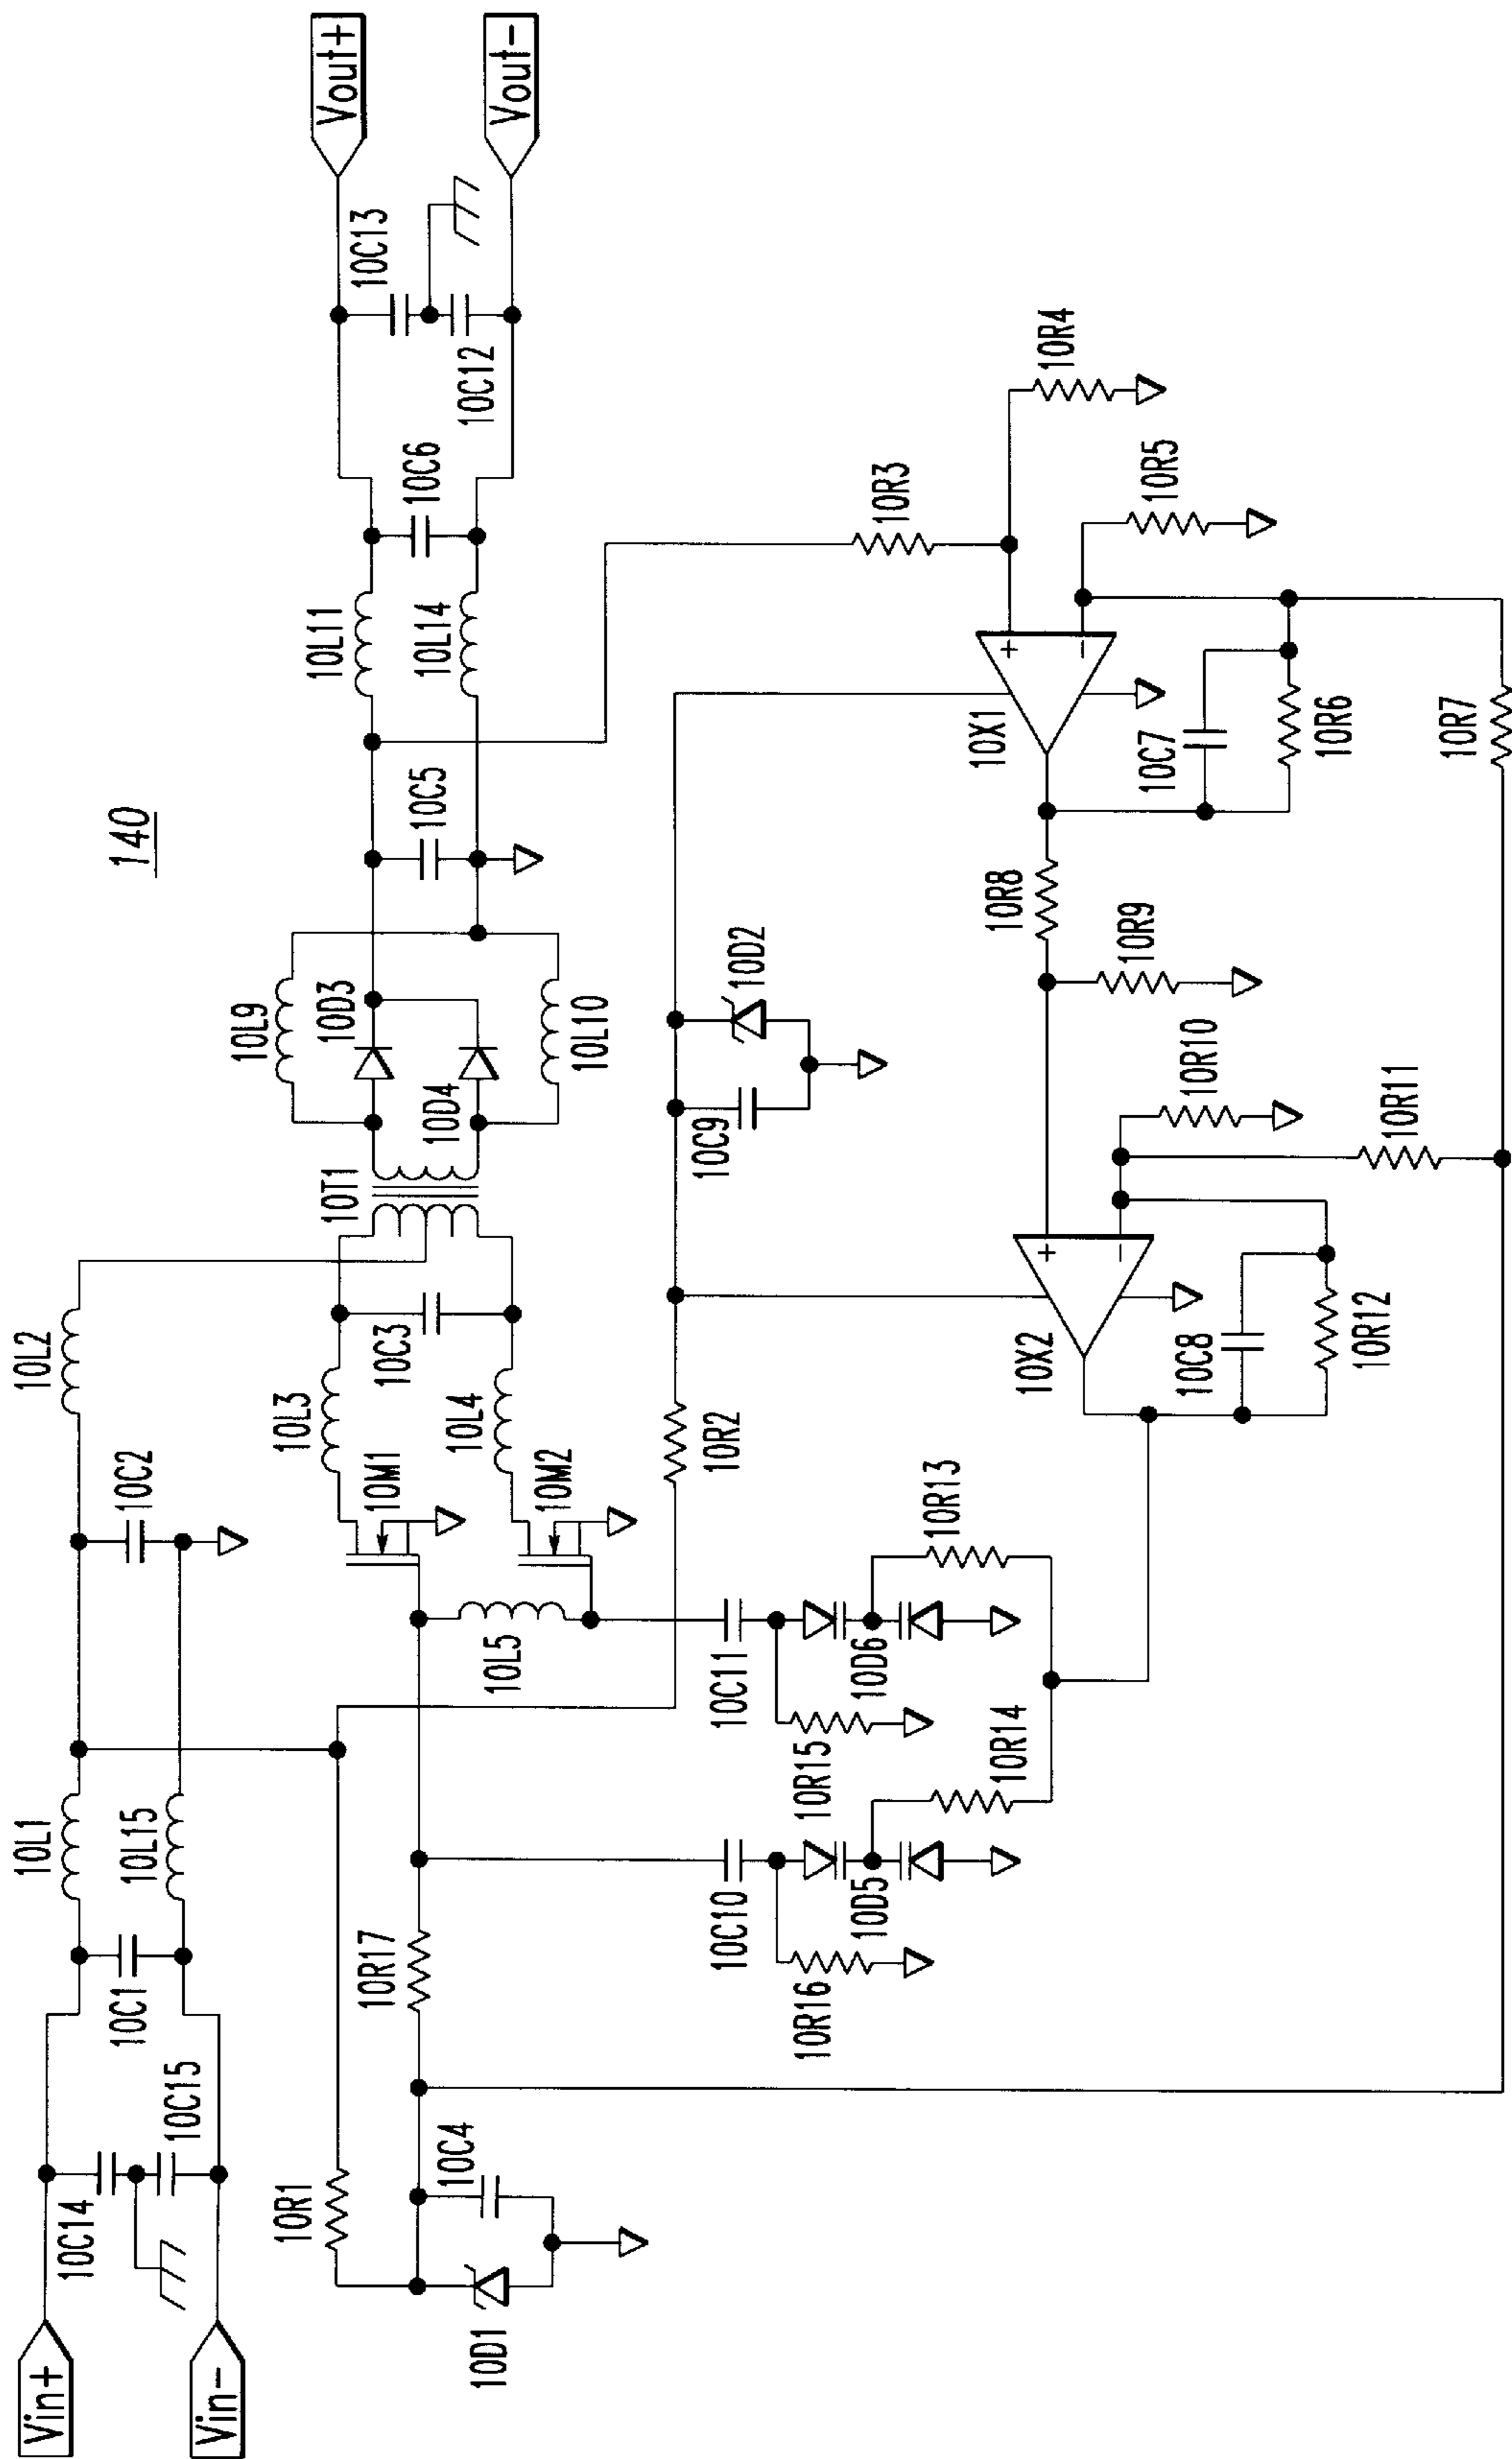 140
Vin+
Vin-
10C14
10C15
10C1
10L1
10L15
10C2
10L2
10R1
10D1
10C4
10R17
10L5
10M1
10M2
10L3
10L4
10C3
10T1
10L9
10D3
10D4
10L10
10C5
10L11
10L14
10C6
10C13
10C12
Vout+
Vout-
10R2
10C9
10D2
10R3
10R4
10R5
10X1
+
-
10C7
10R6
10R7
10R8
10R9
10R10
10R11
10X2
+
-
10C8
10R12
10R13
10C11
10D6
10R15
10R14
10C10
10D5
10R16